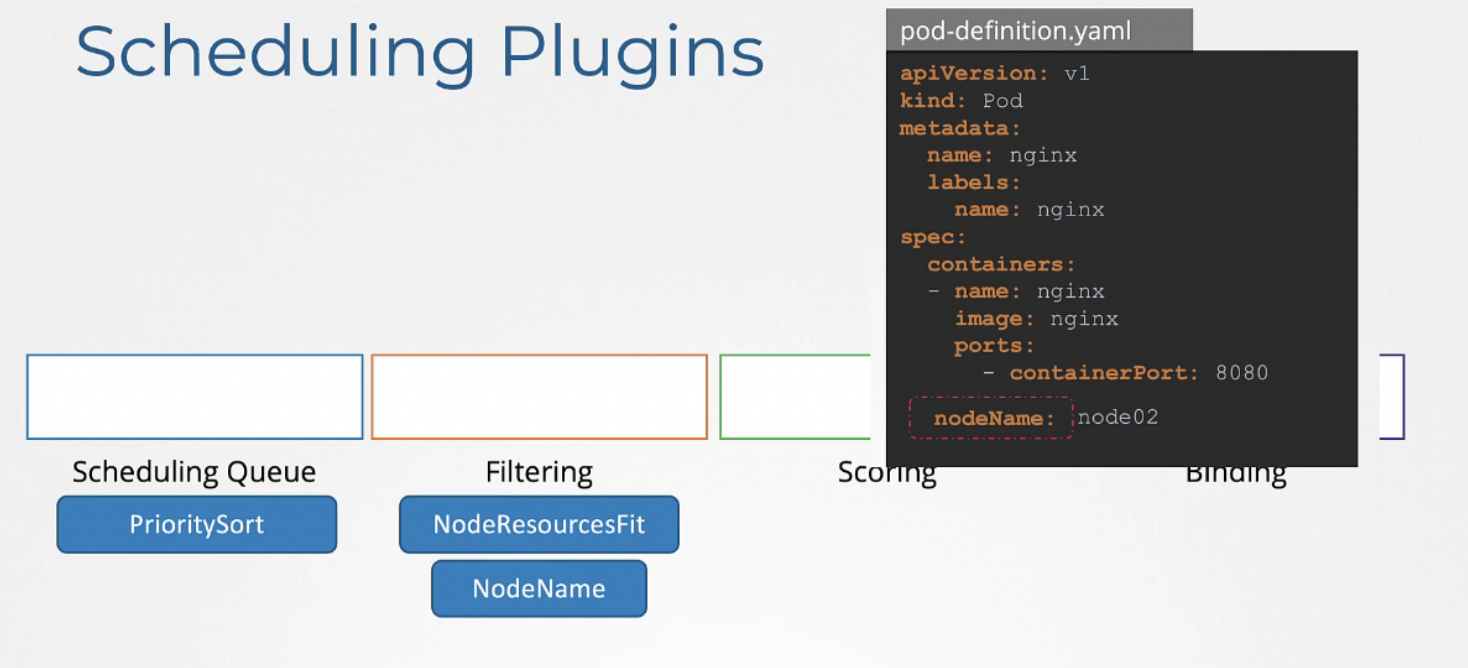 Scheduling Plugins
pod-definition.yaml
apiVersion: v1
kind: Pod
metadata:
  name: nginx
  labels:
    name: nginx
spec:
  containers:
  - name: nginx
    image: nginx
    ports:
      - containerPort: 8080
  nodeName: node02
Scheduling Queue
Filtering
Scoring
Binding
PrioritySort
NodeResourcesFit
NodeName